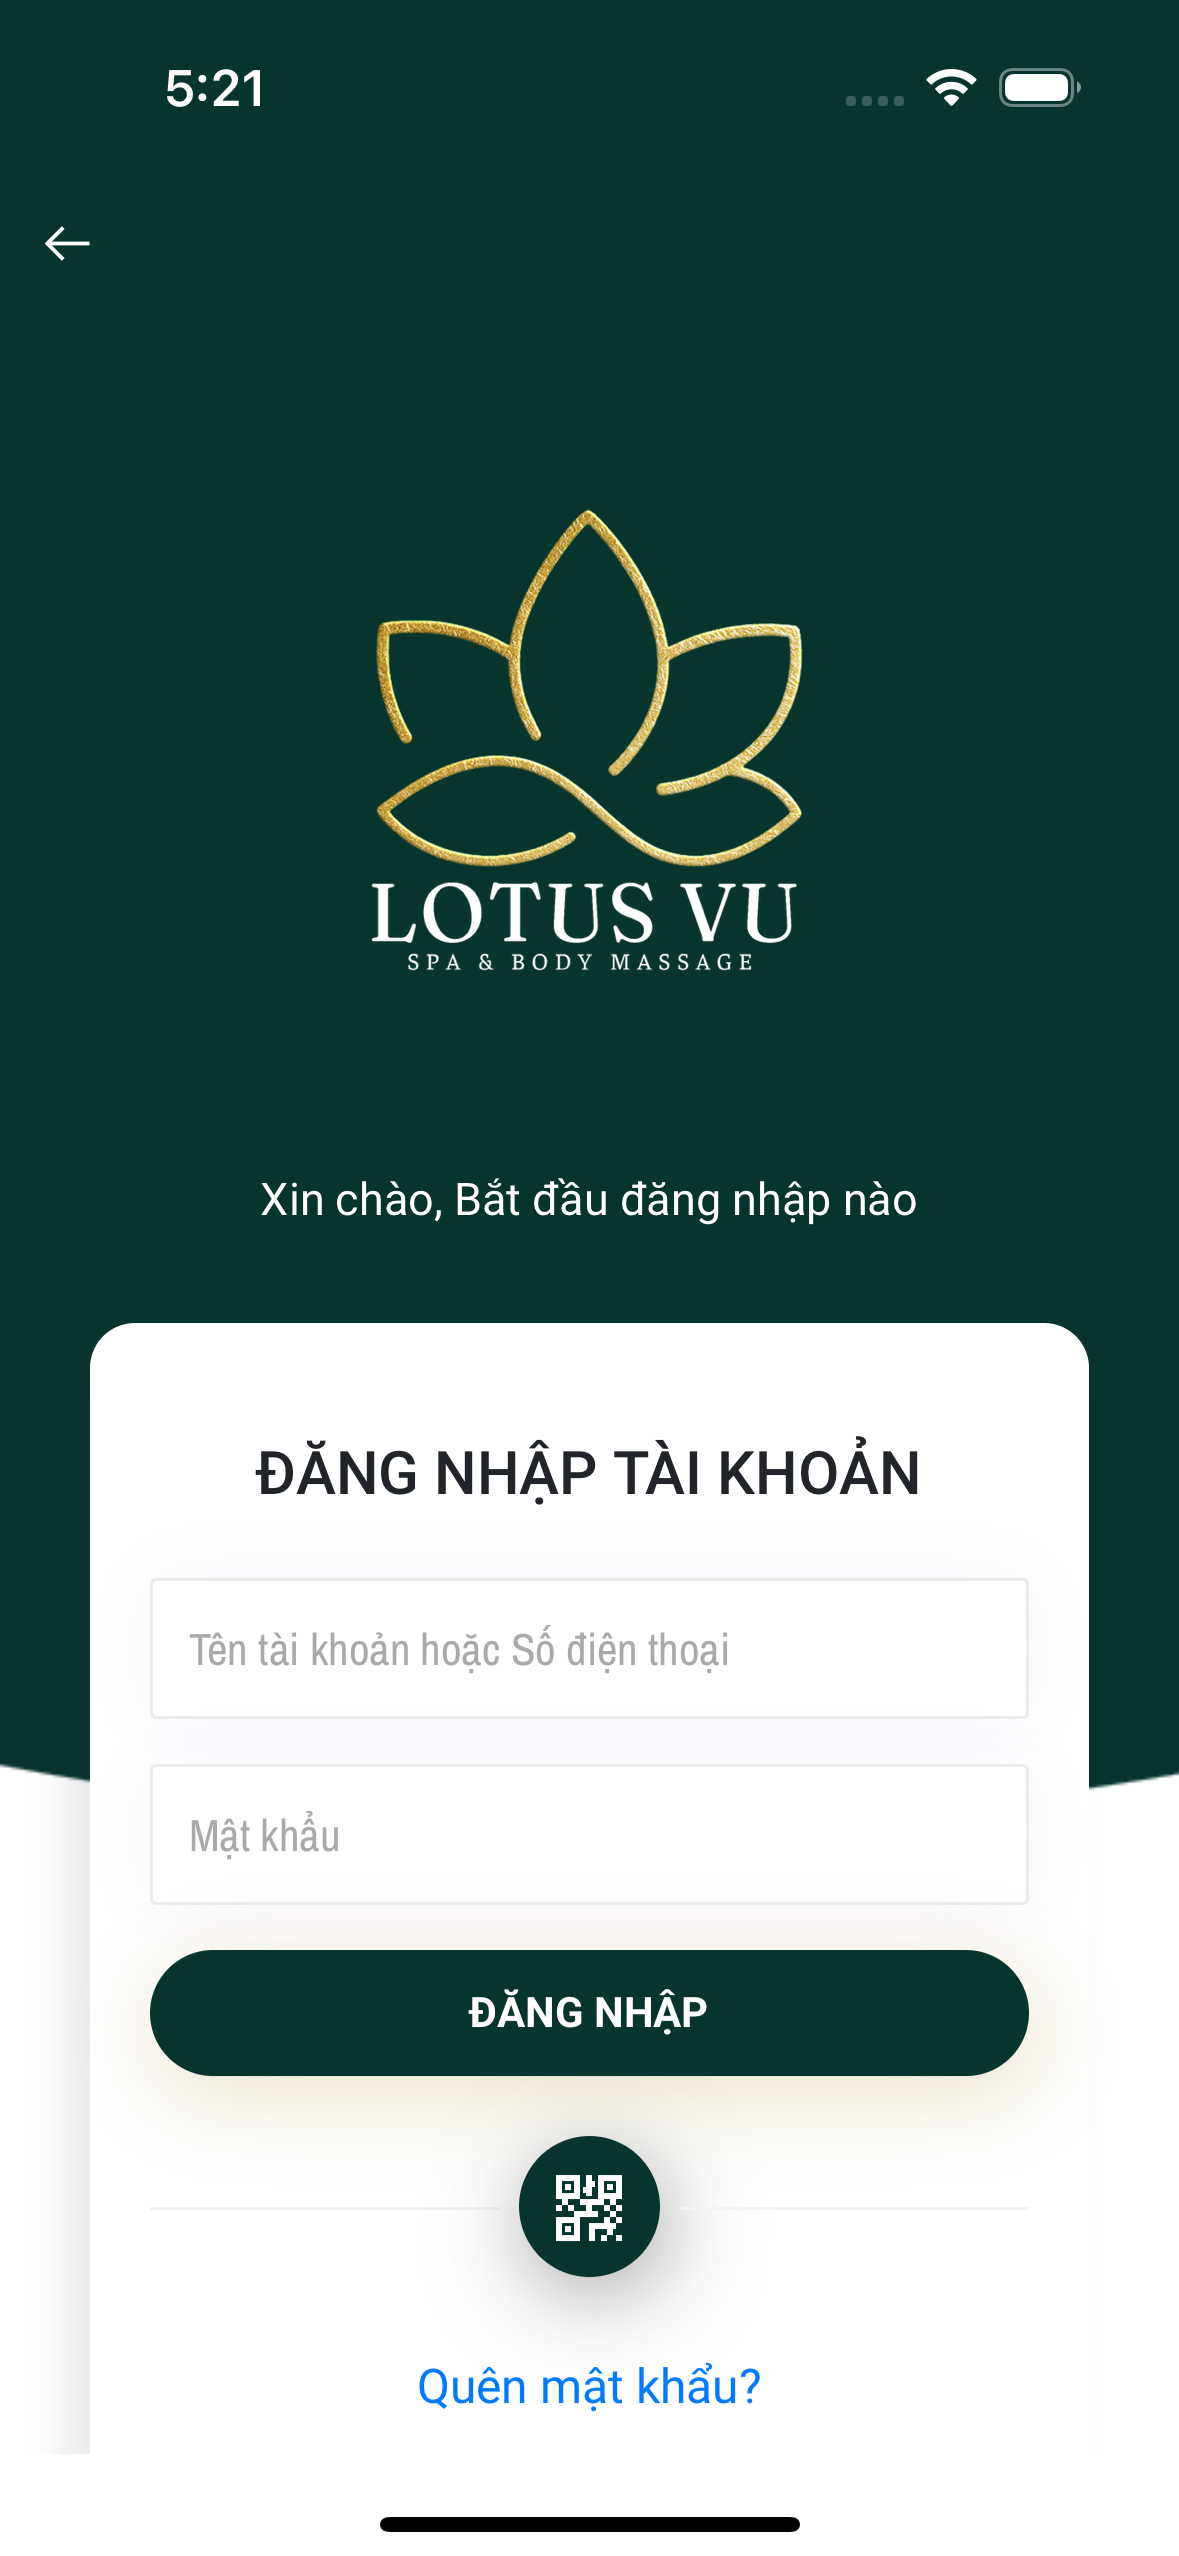 5:21
LOTUS VU
SPA & BODY MASSAGE
Xin chào, Bắt đầu đăng nhập nào
ĐĂNG NHẬP TÀI KHOẢN
Tên tài khoản hoặc Số điện thoại
Mật khẩu
ĐĂNG NHẬP
Quên mật khẩu?